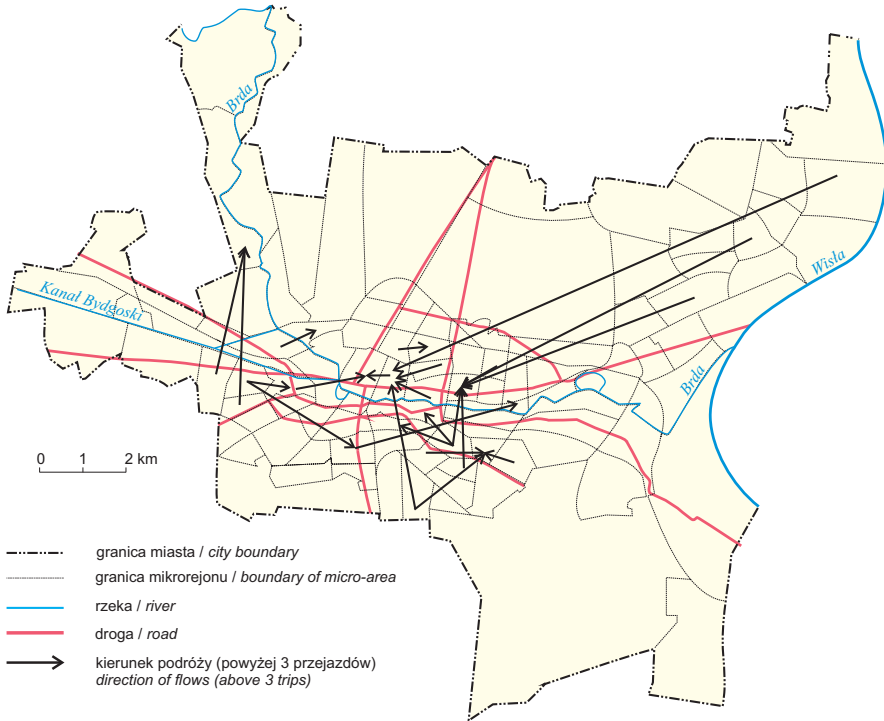 Brda
Wisła
Kanał Bydgoski
Brda
0 1 2 km
granica miasta / city boundary
granica mikrorejonu / boundary of micro-area
rzeka / river
droga / road
kierunek podróży (powyżej 3 przejazdów)
direction of flows (above 3 trips)